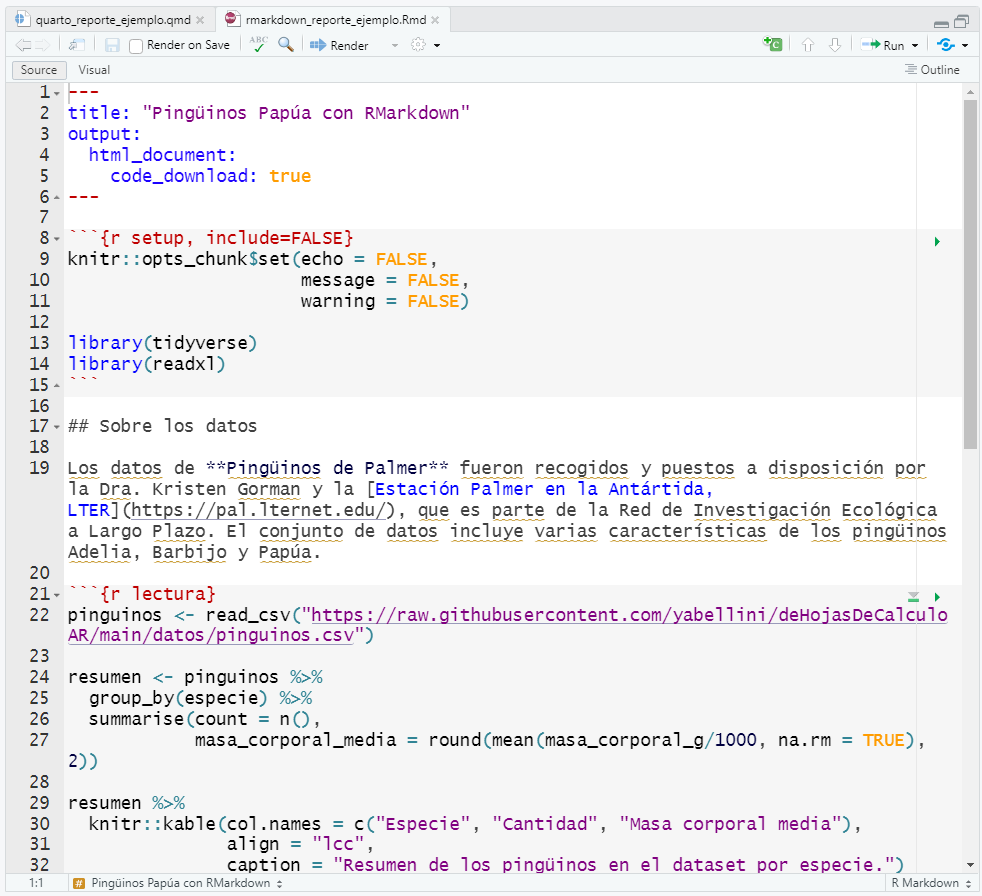 quarto_reporte_ejemplo.qmd rmarkdown_reporte_ejemplo.Rmd
Render on Save ABC Render Run
Source Visual Outline
1 ---
2 title: "Pingüinos Papúa con RMarkdown"
3 output:
4   html_document:
5     code_download: true
6 ---
7
8 ```{r setup, include=FALSE}
9 knitr::opts_chunk$set(echo = FALSE,
10                       message = FALSE,
11                       warning = FALSE)
12
13 library(tidyverse)
14 library(readxl)
15 ```
16
17 ## Sobre los datos
18
19 Los datos de **Pingüinos de Palmer** fueron recogidos y puestos a disposición por
la Dra. Kristen Gorman y la [Estación Palmer en la Antártida,
LTER](https://pal.lternet.edu/), que es parte de la Red de Investigación Ecológica
a Largo Plazo. El conjunto de datos incluye varias características de los pingüinos
Adelia, Barbijo y Papúa.
20
21 ```{r lectura}
22 pinguinos <- read_csv("https://raw.githubusercontent.com/yabellini/deHojasDeCalculo
AR/main/datos/pinguinos.csv")
23
24 resumen <- pinguinos %>%
25   group_by(especie) %>%
26   summarise(count = n(),
27             masa_corporal_media = round(mean(masa_corporal_g/1000, na.rm = TRUE),
2))
28
29 resumen %>%
30   knitr::kable(col.names = c("Especie", "Cantidad", "Masa corporal media"),
31                align = "lcc",
32                caption = "Resumen de los pingüinos en el dataset por especie.")
1:1 # Pingüinos Papúa con RMarkdown R Markdown